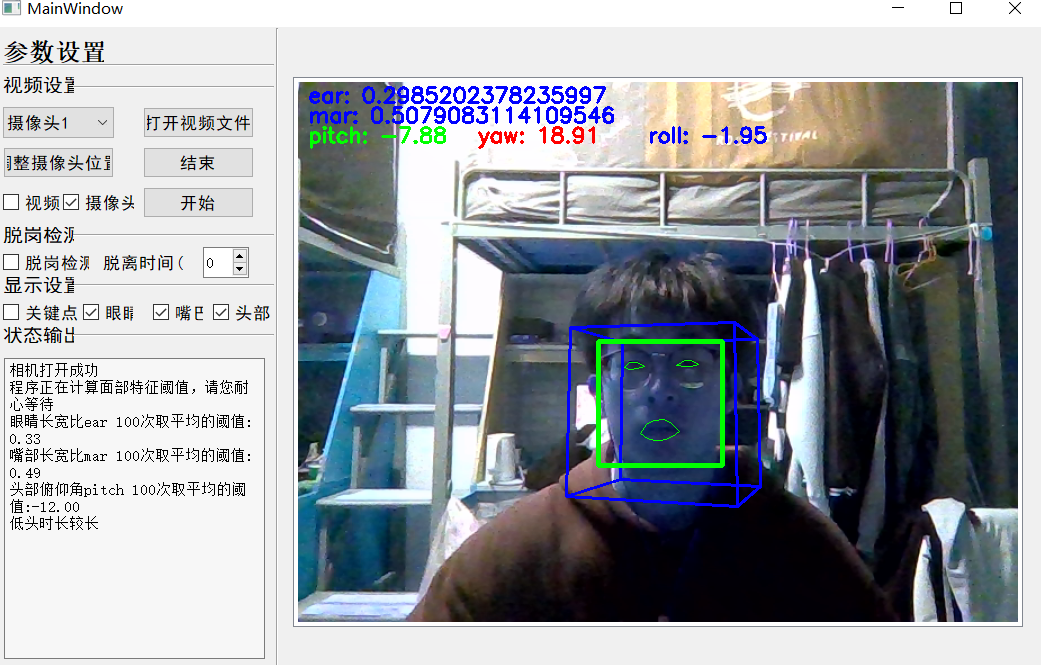 MainWindow
参数设置
视频设置
摄像头1 打开视频文件
调整摄像头位置 结束
视频 摄像头 开始
脱岗检测
脱岗检测 脱离时间( 0
显示设置
关键点 眼睛 嘴巴 头部
状态输出
相机打开成功
程序正在计算面部特征阈值，请您耐
心等待
眼睛长宽比ear 100次取平均的阈值:
0.33
嘴部长宽比mar 100次取平均的阈值:
0.49
头部俯仰角pitch 100次取平均的阈
值:-12.00
低头时长较长
ear: 0.2985202378235997
mar: 0.5079083114109546
pitch: -7.88 yaw: 18.91 roll: -1.95